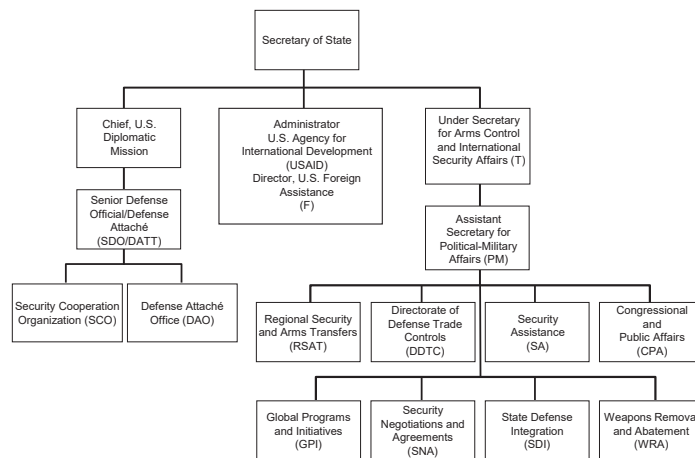 Secretary of State
Chief, U.S.
Diplomatic
Mission
Administrator
U.S. Agency for
International Development
(USAID)
Director, U.S. Foreign
Assistance
(F)
Under Secretary
for Arms Control
and International
Security Affairs (T)
Senior Defense
Official/Defense
Attaché
(SDO/DATT)
Assistant
Secretary for
Political-Military
Affairs (PM)
Security Cooperation
Organization (SCO)
Defense Attaché
Office (DAO)
Regional Security
and Arms Transfers
(RSAT)
Directorate of
Defense Trade
Controls
(DDTC)
Security
Assistance
(SA)
Congressional
and
Public Affairs
(CPA)
Global Programs
and Initiatives
(GPI)
Security
Negotiations and
Agreements
(SNA)
State Defense
Integration
(SDI)
Weapons Removal
and Abatement
(WRA)